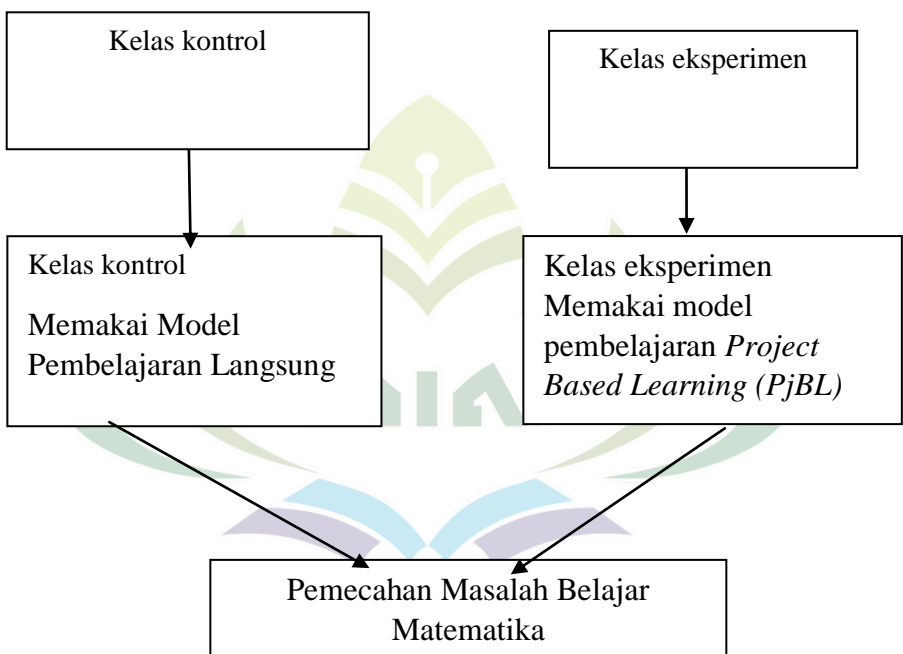 Kelas kontrol
Kelas eksperimen
Kelas kontrol
Memakai Model
Pembelajaran Langsung
Kelas eksperimen
Memakai model
pembelajaran Project
Based Learning (PjBL)
Pemecahan Masalah Belajar
Matematika